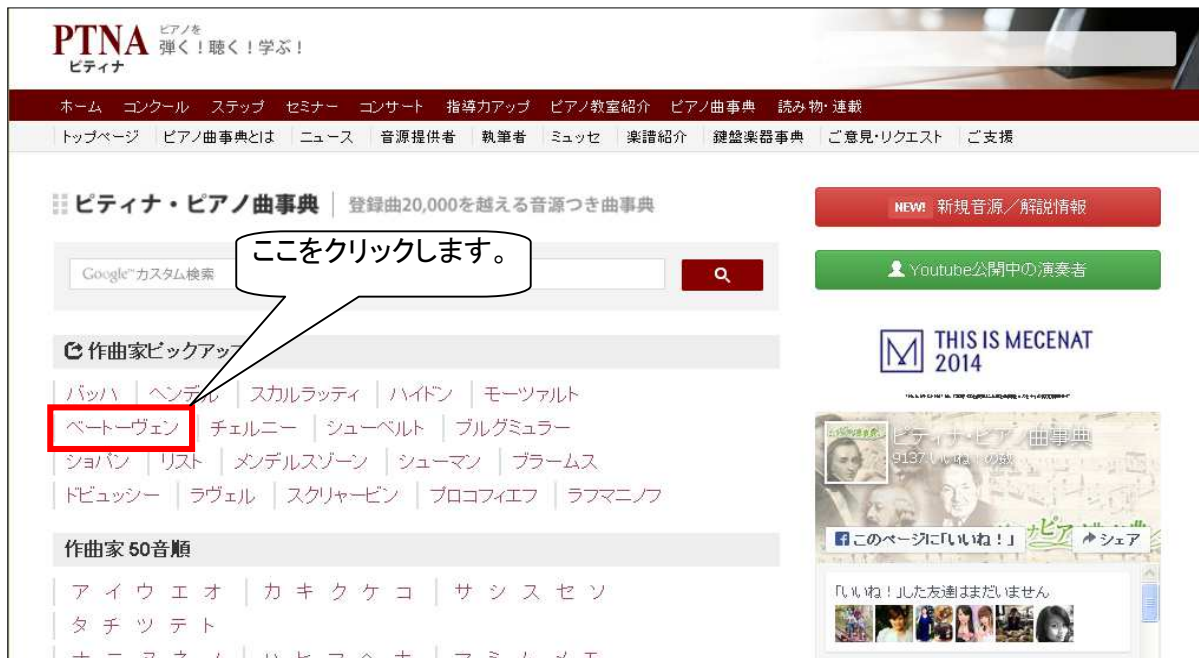 PTNA ピアノを
弾く！聴く！学ぶ！
ピティナ
ホーム コンクール ステップ セミナー コンサート 指導力アップ ピアノ教室紹介 ピアノ曲事典 読み物・連載
トップページ ピアノ曲事典とは ニュース 音源提供者 執筆者 ミュッセ 楽譜紹介 鍵盤楽器事典 ご意見・リクエスト ご支援
ピティナ・ピアノ曲事典 登録曲20,000を越える音源つき曲事典
Google™カスタム検索
ここをクリックします。
作曲家ピックアップ
バッハ ヘンデル スカルラッティ ハイドン モーツァルト
ベートーヴェン チェルニー シューベルト ブルグミュラー
ショパン リスト メンデルスゾーン シューマン ブラームス
ドビュッシー ラヴェル スクリャービン プロコフィエフ ラフマニノフ
作曲家 50音順
ア イ ウ エ オ カ キ ク ケ コ サ シ ス セ ソ
タ チ ツ テ ト
NEW! 新規音源／解説情報
Youtube公開中の演奏者
THIS IS MECENAT
2014
ピティナ・ピアノ曲事典
9137
このページに「いいね！」 シェア
「いいね！」した友達はまだいません